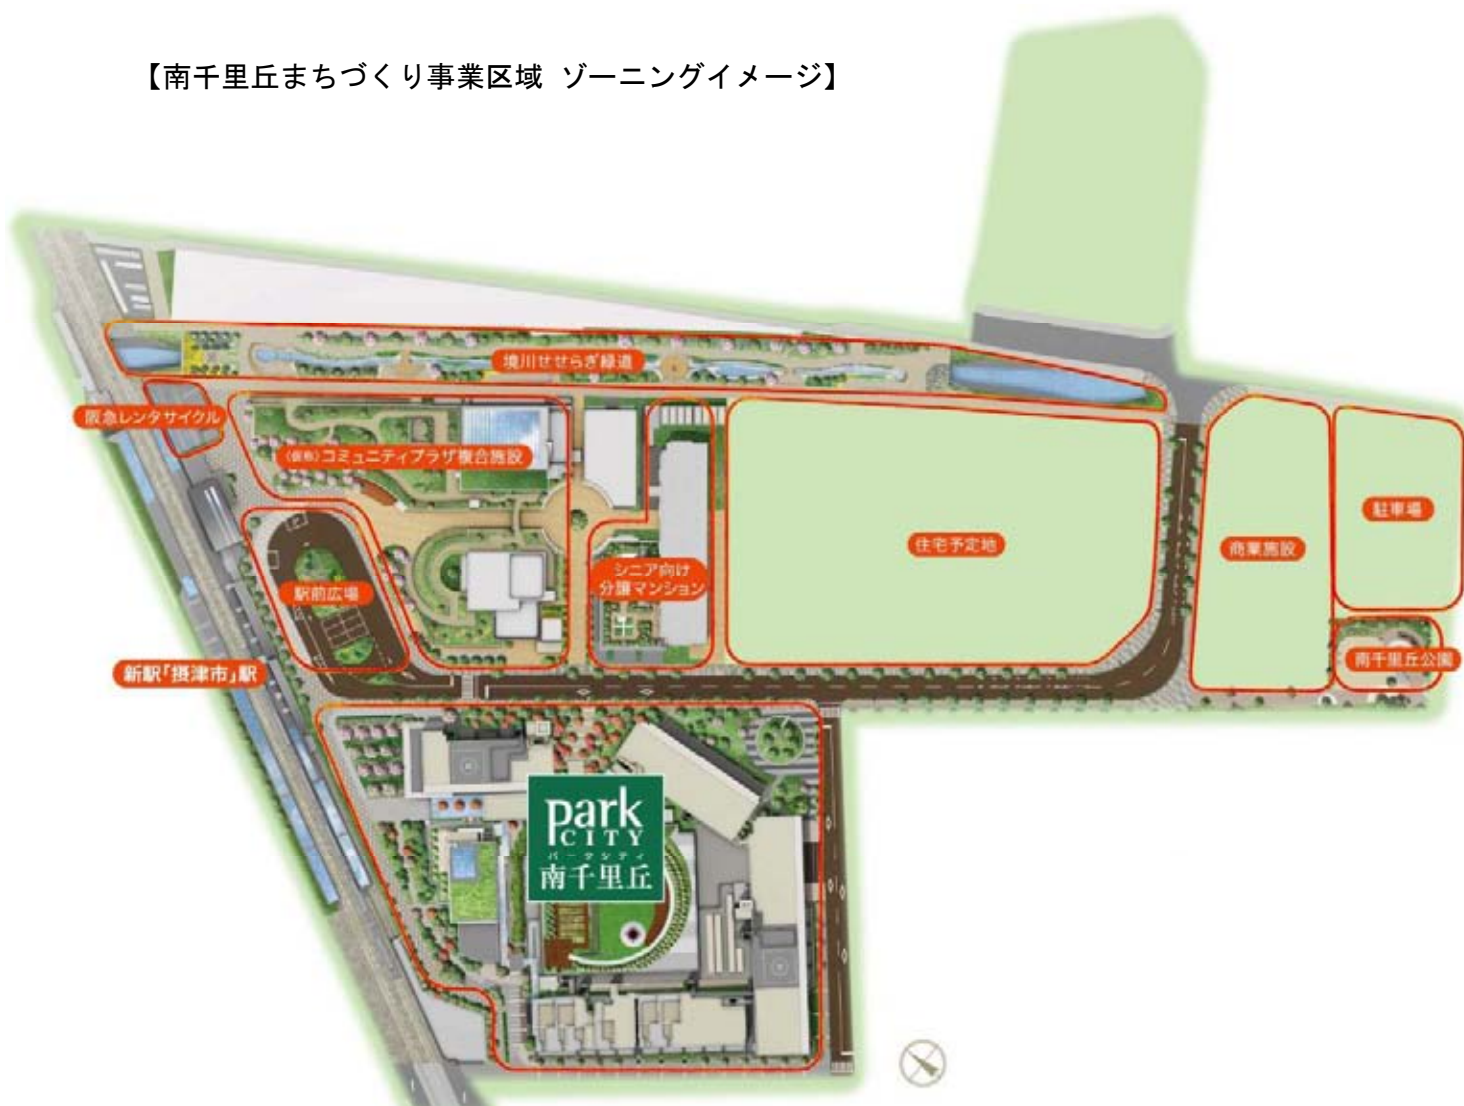 【南千里丘まちづくり事業区域 ゾーニングイメージ】
境川せせらぎ緑道
阪急レンタサイクル
(仮称)コミュニティプラザ複合施設
駐車場
住宅予定地
商業施設
シニア向け
分譲マンション
駅前広場
南千里丘公園
新駅「摂津市」駅
park
CITY
パークシティ
南千里丘